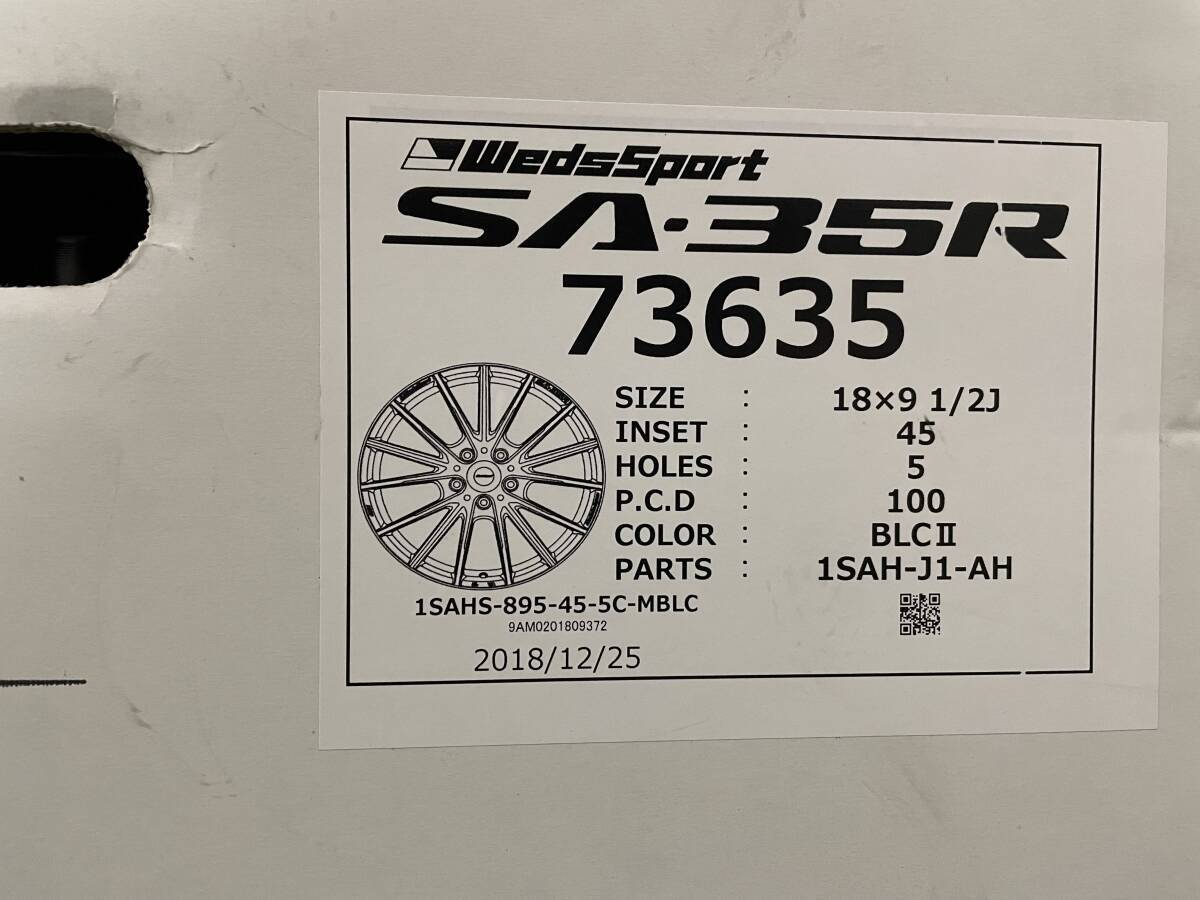 WedsSport
SA·35R
73635
SIZE : 18×9 1/2J
INSET : 45
HOLES : 5
P.C.D : 100
COLOR : BLCⅡ
PARTS : 1SAH-J1-AH
1SAHS-895-45-5C-MBLC
9AM0201809372
2018/12/25